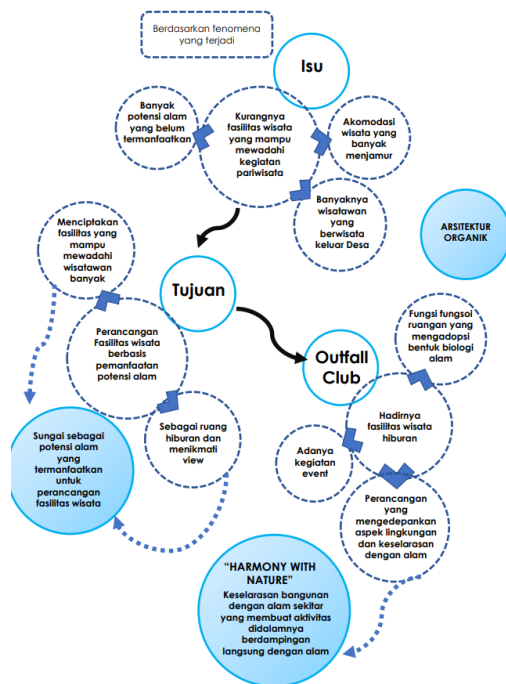 Berdasarkan fenomena
yang terjadi
Isu
Banyak
potensi alam
yang belum
termanfaatkan
Kurangnya
fasilitas wisata
yang mampu
mewadahi
kegiatan
pariwisata
Akomodasi
wisata yang
banyak
menjamur
Banyaknya
wisatawan
yang
berwisata
keluar Desa
ARSITEKTUR
ORGANIK
Menciptakan
fasilitas yang
mampu
mewadahi
wisatawan
banyak
Tujuan
Perancangan
Fasilitas wisata
berbasis
pemanfaatan
potensi alam
Sebagai ruang
hiburan dan
menikmati
view
Sungai sebagai
potensi alam
yang
termanfaatkan
untuk
perancangan
fasilitas wisata
Outfall
Club
Fungsi fungsoi
ruangan yang
mengadopsi
bentuk biologi
alam
Hadirnya
fasilitas wisata
hiburan
Adanya
kegiatan
event
Perancangan
yang
mengedepankan
aspek lingkungan
dan keselarasan
dengan alam
“HARMONY WITH
NATURE”
Keselarasan bangunan
dengan alam sekitar
yang membuat aktivitas
didalamnya
berdampingan
langsung dengan alam